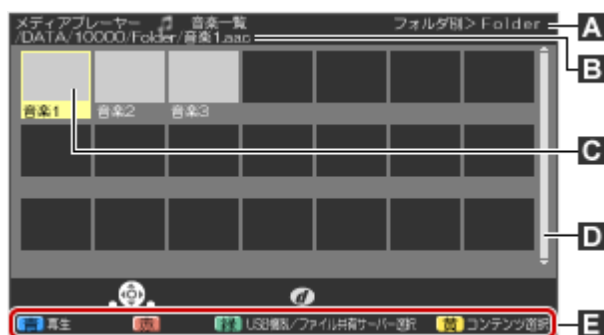 メディアプレーヤー 音楽一覧 フォルダ別>Folder
/DATA/10000/Folder/音楽1.aac
音楽1 音楽2 音楽3
d
青 再生 赤 緑 USB機器/ファイル共有サーバー選択 黄 コンテンツ選択
A
B
C
D
E